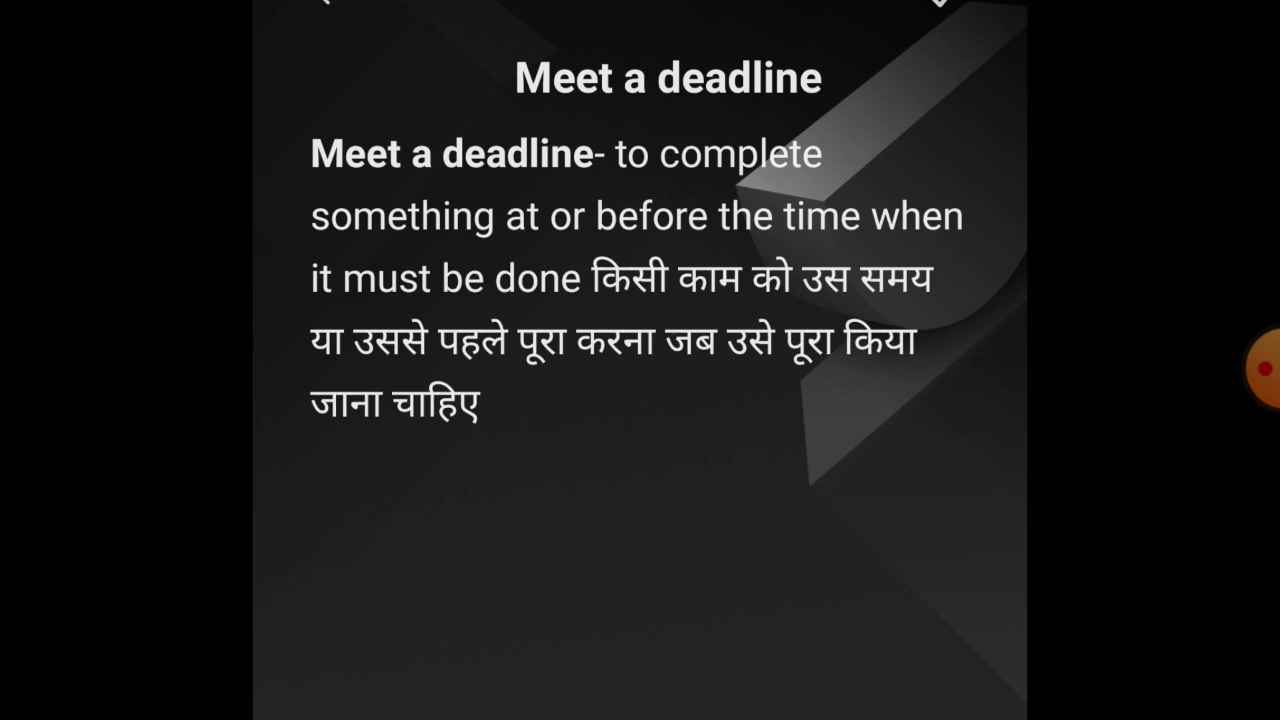 Meet a deadline
Meet a deadline- to complete
something at or before the time when
it must be done किसी काम को उस समय
या उससे पहले पूरा करना जब उसे पूरा किया
जाना चाहिए